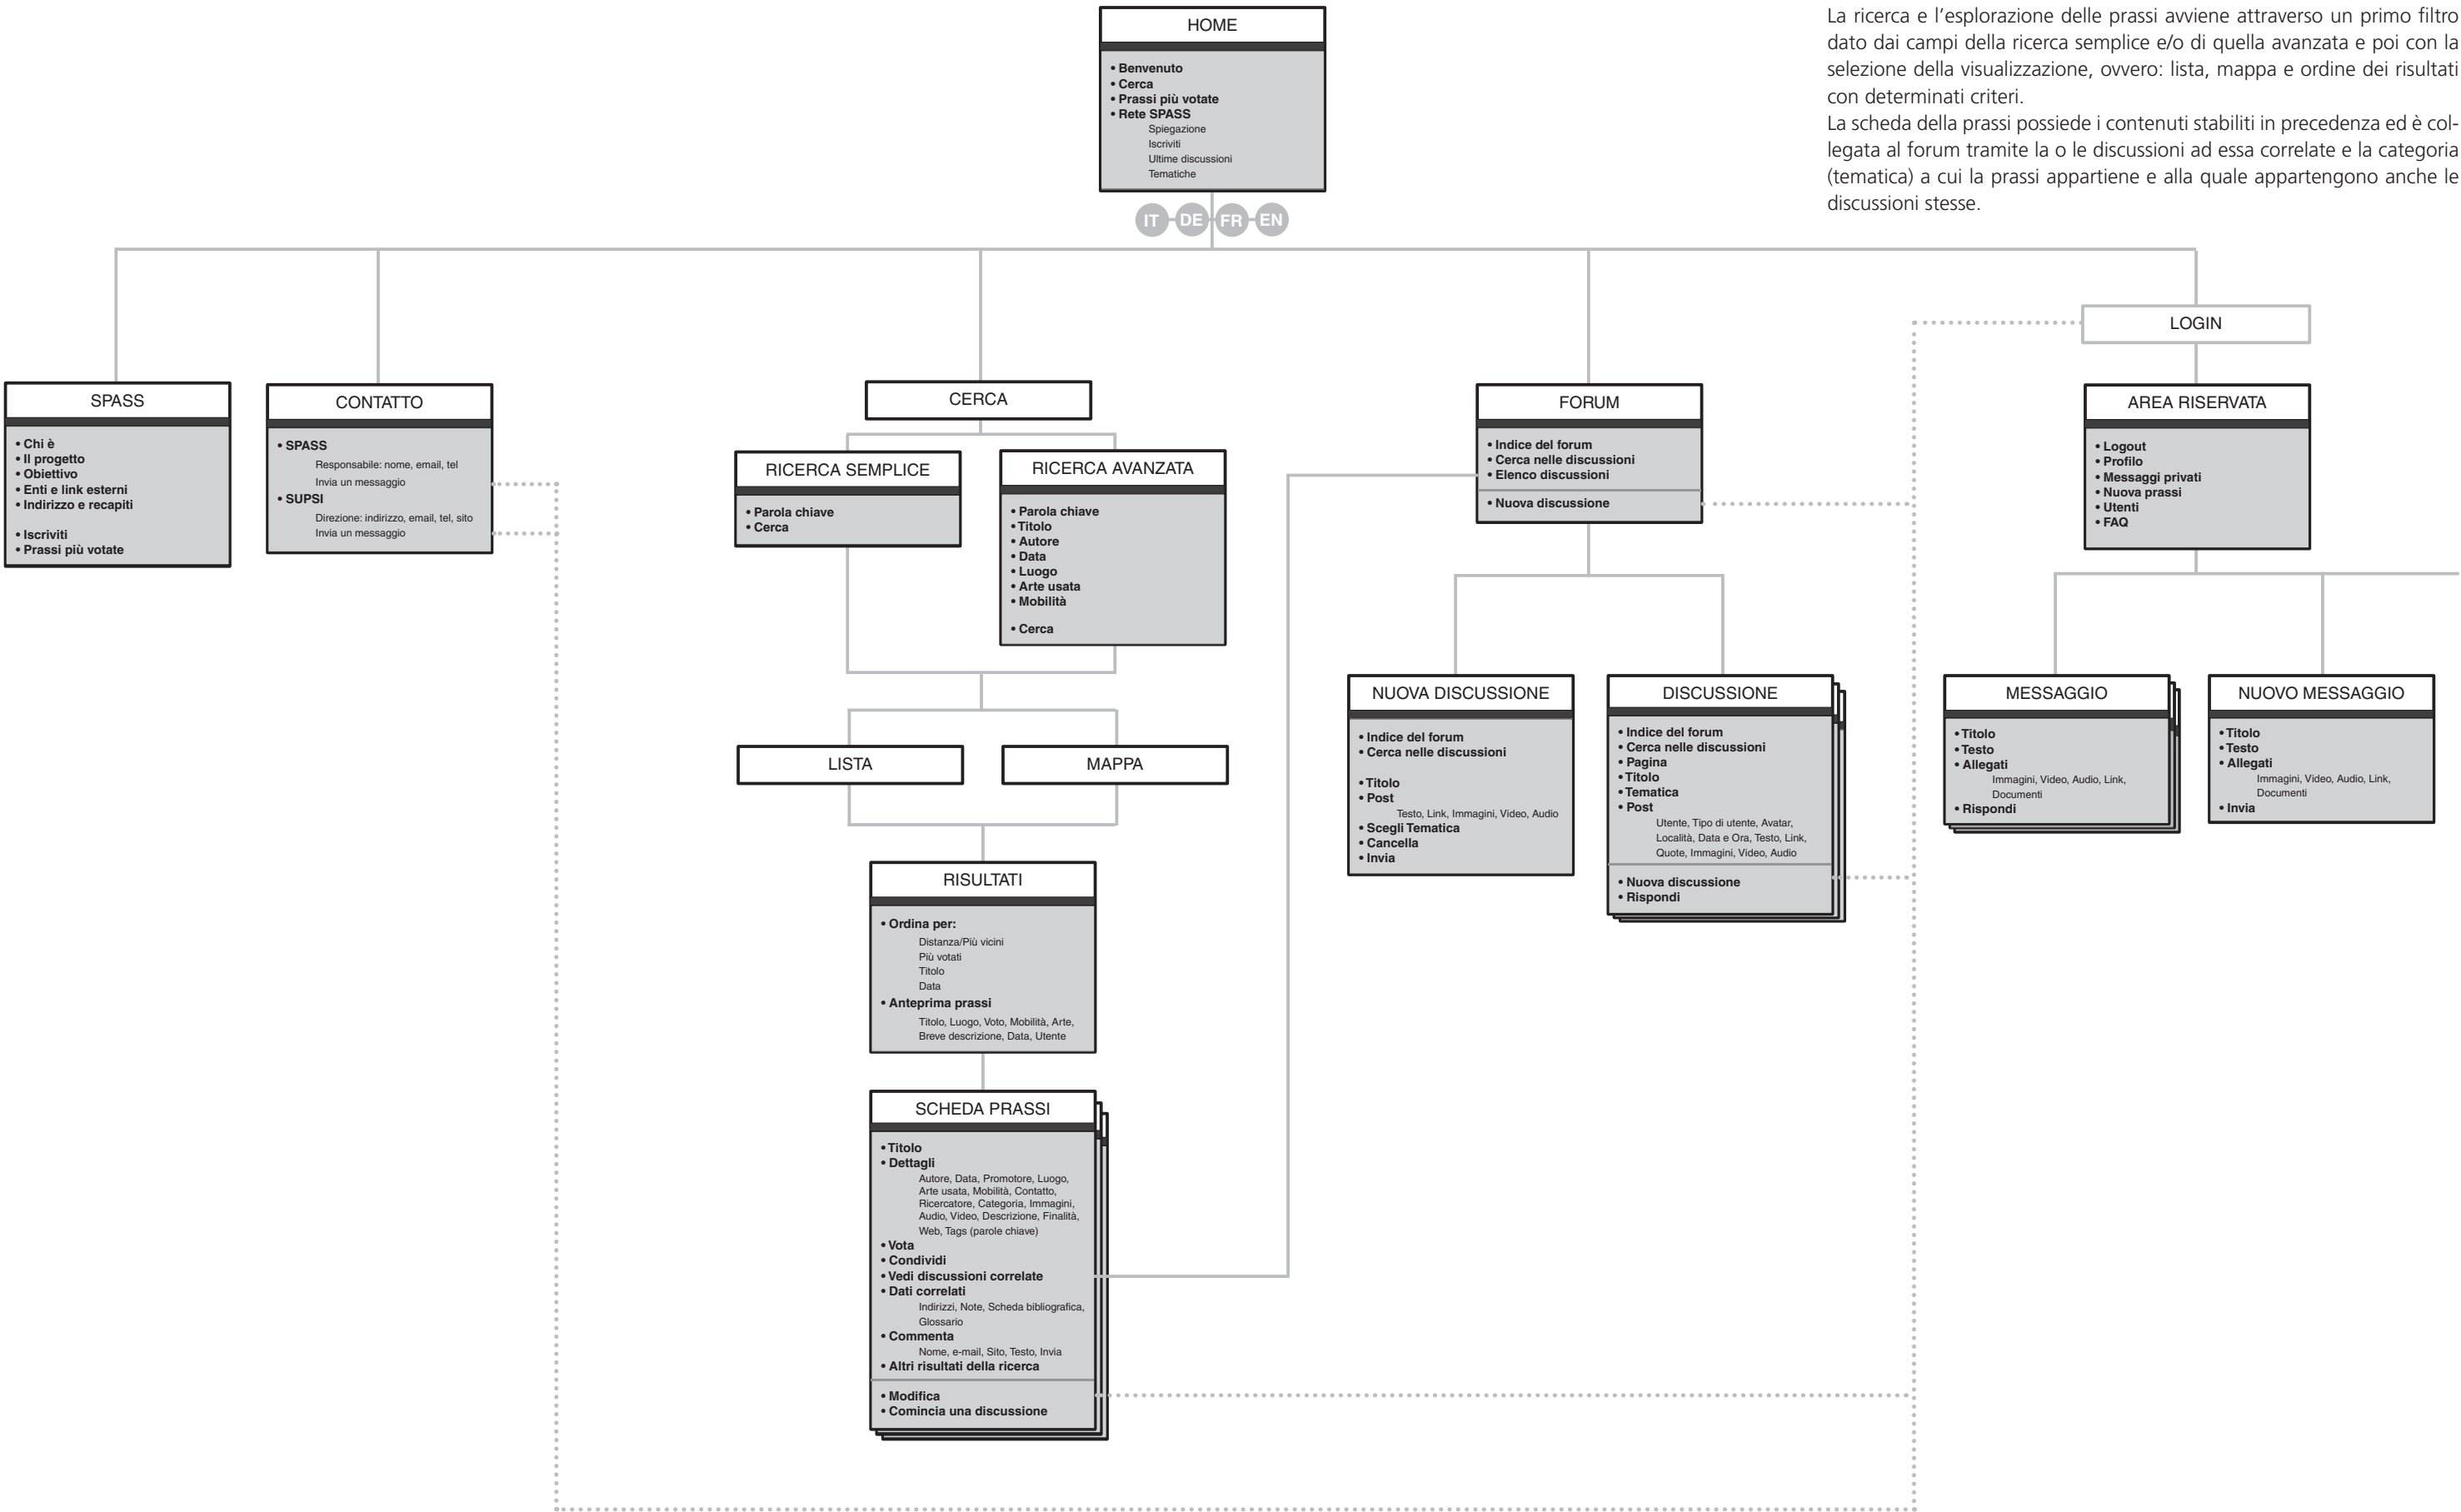 HOME
• Benvenuto
• Cerca
• Prassi più votate
• Rete SPASS
Spiegazione
Iscriviti
Ultime discussioni
Tematiche
IT DE FR EN
La ricerca e l'esplorazione delle prassi avviene attraverso un primo filtro
dato dai campi della ricerca semplice e/o di quella avanzata e poi con la
selezione della visualizzazione, ovvero: lista, mappa e ordine dei risultati
con determinati criteri.
La scheda della prassi possiede i contenuti stabiliti in precedenza ed è col-
legata al forum tramite la o le discussioni ad essa correlate e la categoria
(tematica) a cui la prassi appartiene e alla quale appartengono anche le
discussioni stesse.
SPASS
• Chi è
• Il progetto
• Obiettivo
• Enti e link esterni
• Indirizzo e recapiti
• Iscriviti
• Prassi più votate
CONTATTO
• SPASS
Responsabile: nome, email, tel
Invia un messaggio
• SUPSI
Direzione: indirizzo, email, tel, sito
Invia un messaggio
CERCA
RICERCA SEMPLICE
• Parola chiave
• Cerca
RICERCA AVANZATA
• Parola chiave
• Titolo
• Autore
• Data
• Luogo
• Arte usata
• Mobilità
• Cerca
LISTA
MAPPA
RISULTATI
• Ordina per:
Distanza/Più vicini
Più votati
Titolo
Data
• Anteprima prassi
Titolo, Luogo, Voto, Mobilità, Arte,
Breve descrizione, Data, Utente
SCHEDA PRASSI
• Titolo
• Dettagli
Autore, Data, Promotore, Luogo,
Arte usata, Mobilità, Contatto,
Ricercatore, Categoria, Immagini,
Audio, Video, Descrizione, Finalità,
Web, Tags (parole chiave)
• Vota
• Condividi
• Vedi discussioni correlate
• Dati correlati
Indirizzi, Note, Scheda bibliografica,
Glossario
• Commenta
Nome, e-mail, Sito, Testo, Invia
• Altri risultati della ricerca
• Modifica
• Comincia una discussione
FORUM
• Indice del forum
• Cerca nelle discussioni
• Elenco discussioni
• Nuova discussione
NUOVA DISCUSSIONE
• Indice del forum
• Cerca nelle discussioni
• Titolo
• Post
Testo, Link, Immagini, Video, Audio
• Scegli Tematica
• Cancella
• Invia
DISCUSSIONE
• Indice del forum
• Cerca nelle discussioni
• Pagina
• Titolo
• Tematica
• Post
Utente, Tipo di utente, Avatar,
Località, Data e Ora, Testo, Link,
Quote, Immagini, Video, Audio
• Nuova discussione
• Rispondi
LOGIN
AREA RISERVATA
• Logout
• Profilo
• Messaggi privati
• Nuova prassi
• Utenti
• FAQ
MESSAGGIO
• Titolo
• Testo
• Allegati
Immagini, Video, Audio, Link,
Documenti
• Rispondi
NUOVO MESSAGGIO
• Titolo
• Testo
• Allegati
Immagini, Video, Audio, Link,
Documenti
• Invia